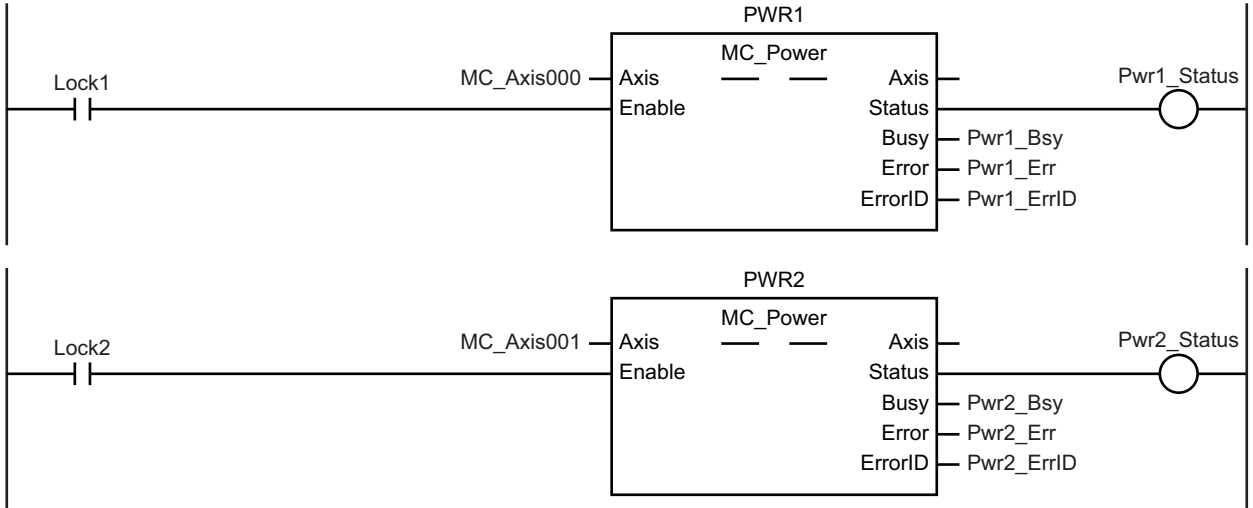 PWR1
MC_Power
Lock1
MC_Axis000
Axis
Axis
Pwr1_Status
Enable
Status
Busy
Pwr1_Bsy
Error
Pwr1_Err
ErrorID
Pwr1_ErrID
PWR2
MC_Power
Lock2
MC_Axis001
Axis
Axis
Pwr2_Status
Enable
Status
Busy
Pwr2_Bsy
Error
Pwr2_Err
ErrorID
Pwr2_ErrID